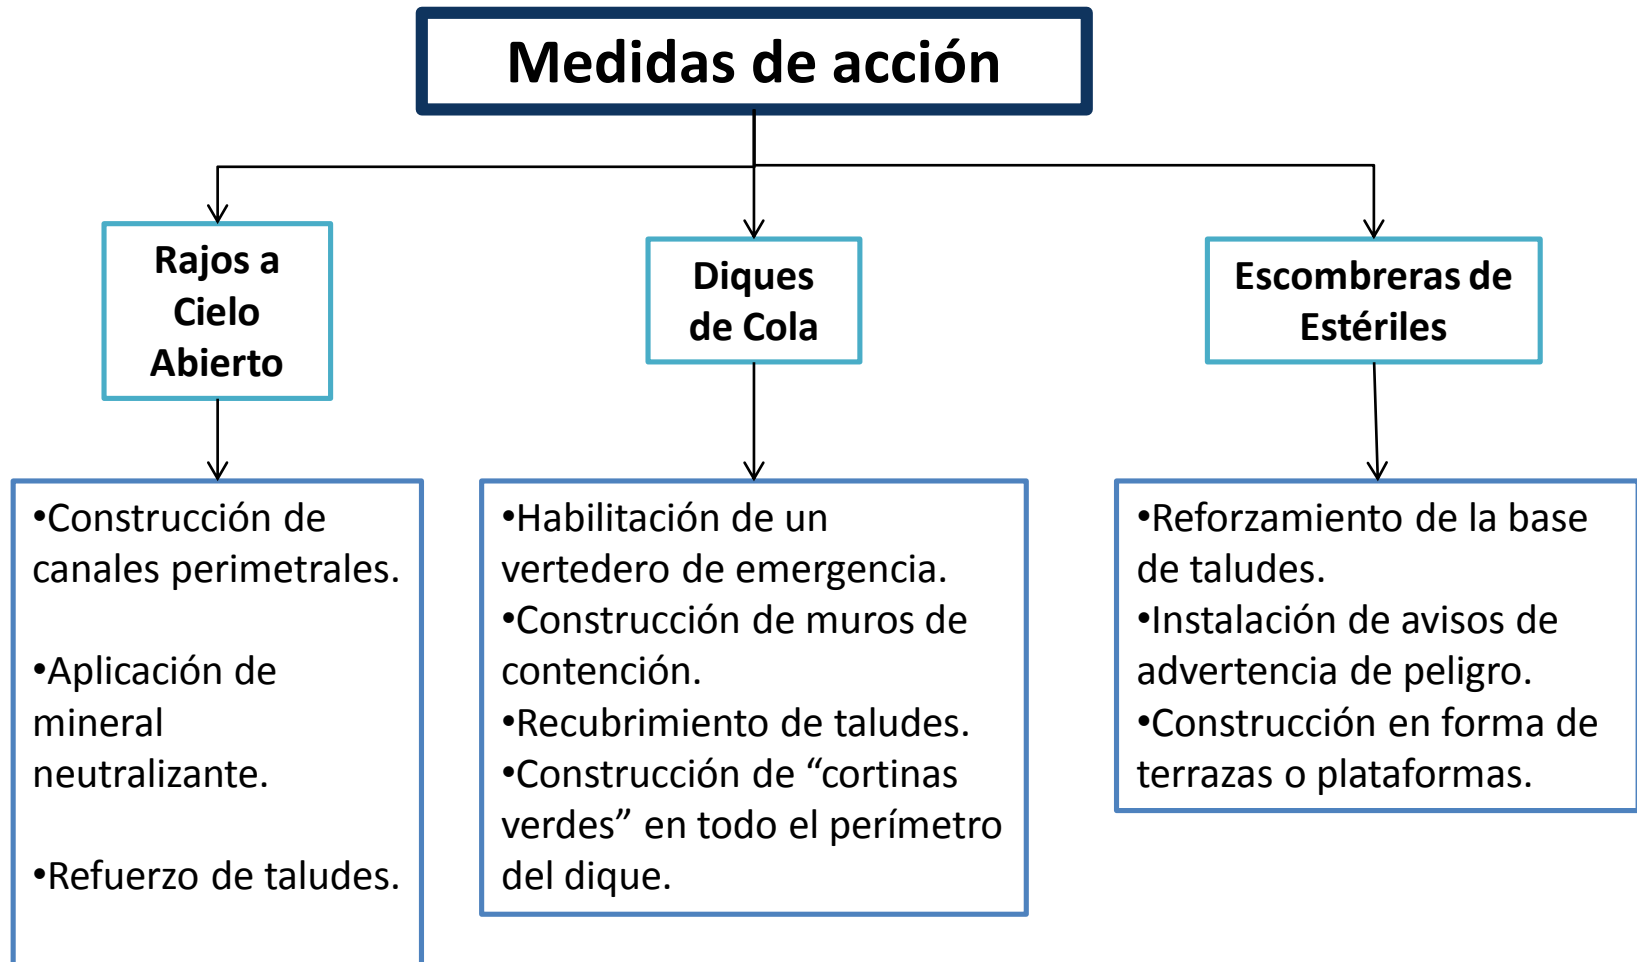 Medidas de acción
Rajos a
Cielo
Abierto
Diques
de Cola
Escombreras de
Estériles
•Construcción de
canales perimetrales.
•Aplicación de
mineral
neutralizante.
•Refuerzo de taludes.
•Habilitación de un
vertedero de emergencia.
•Construcción de muros de
contención.
•Recubrimiento de taludes.
•Construcción de “cortinas
verdes” en todo el perímetro
del dique.
•Reforzamiento de la base
de taludes.
•Instalación de avisos de
advertencia de peligro.
•Construcción en forma de
terrazas o plataformas.